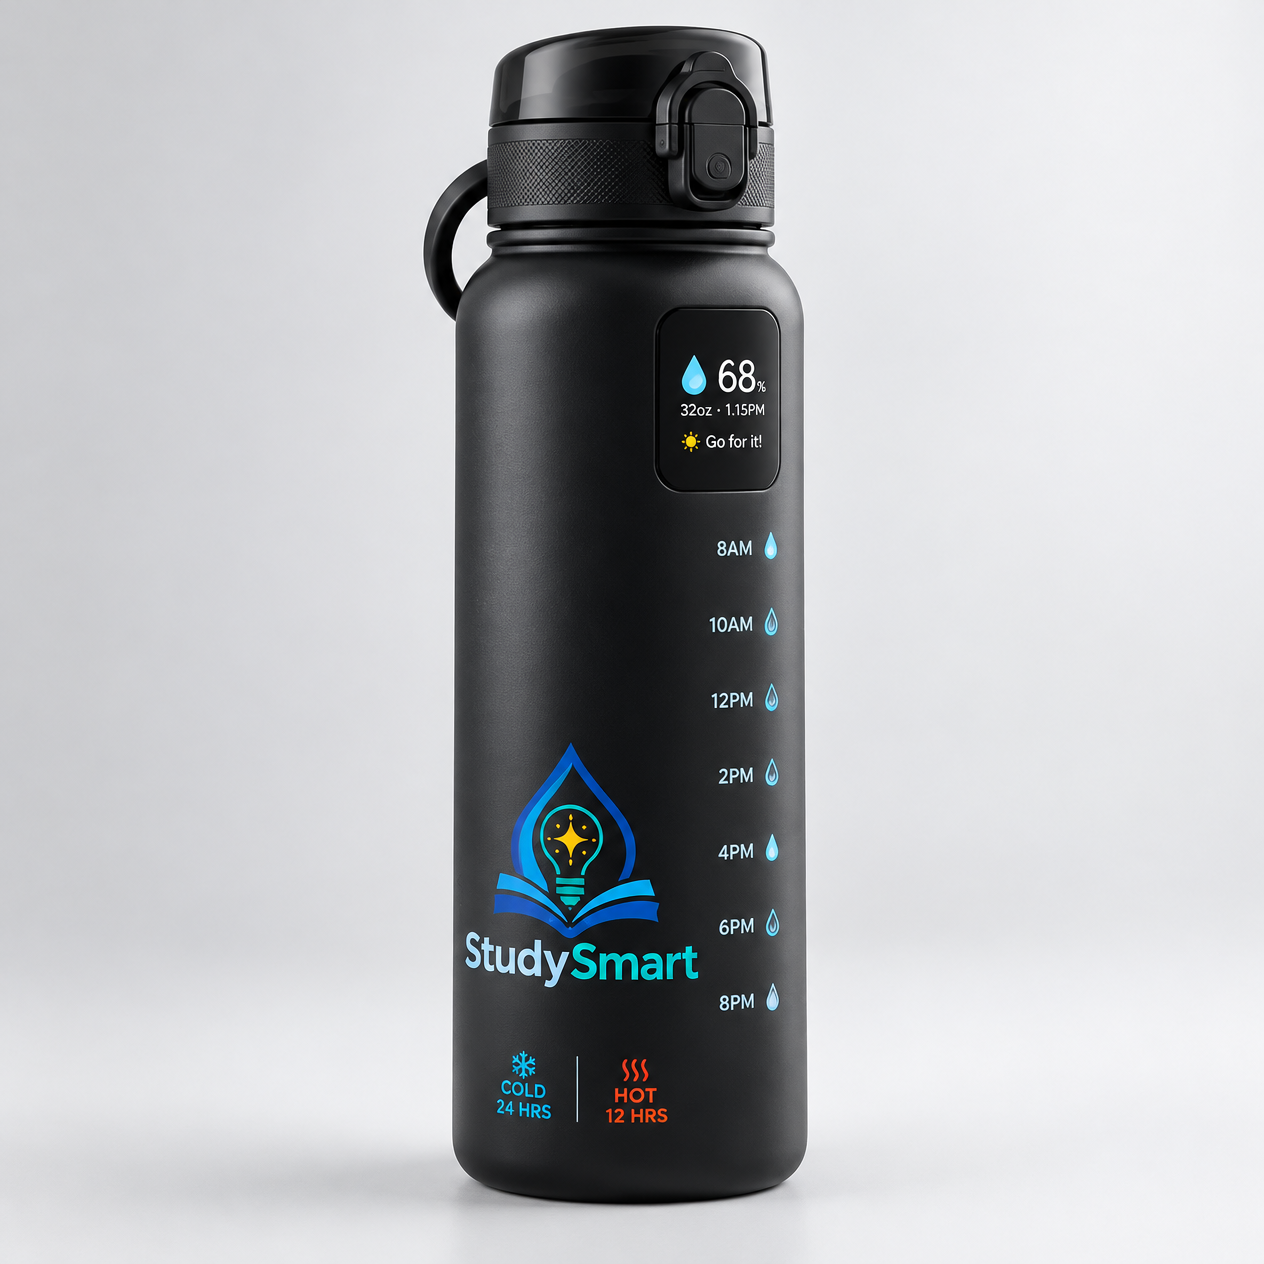 68%
32oz · 1.15PM
Go for it!
8AM
10AM
12PM
2PM
4PM
6PM
8PM
StudySmart
COLD
24 HRS
HOT
12 HRS